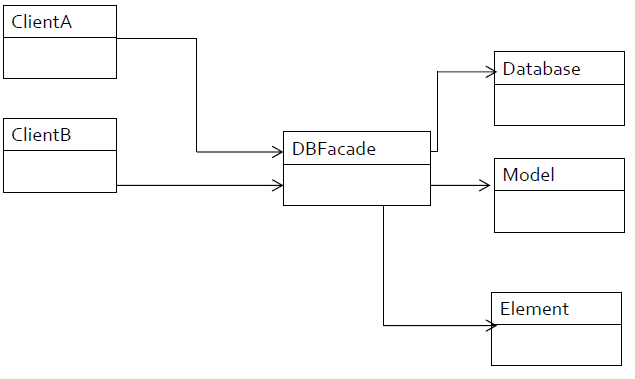 ClientA
ClientB
DBFacade
Database
Model
Element